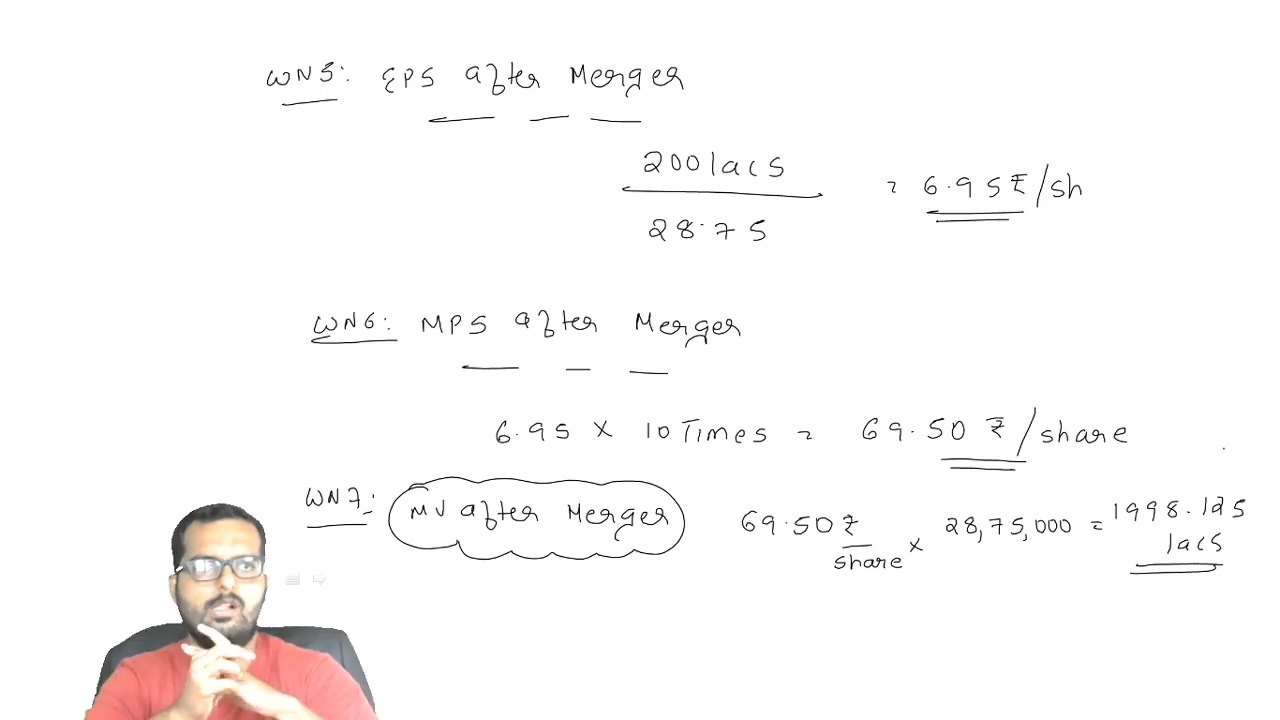 WN5: EPS after Merger
200 lacs
28.75
= 6.95₹/sh
WN6: MPS after Merger
6.95 × 10 Times = 69.50 ₹/share
WN7: MV after Merger
69.50₹
share
× 28,75,000 = 1998.125
lacs